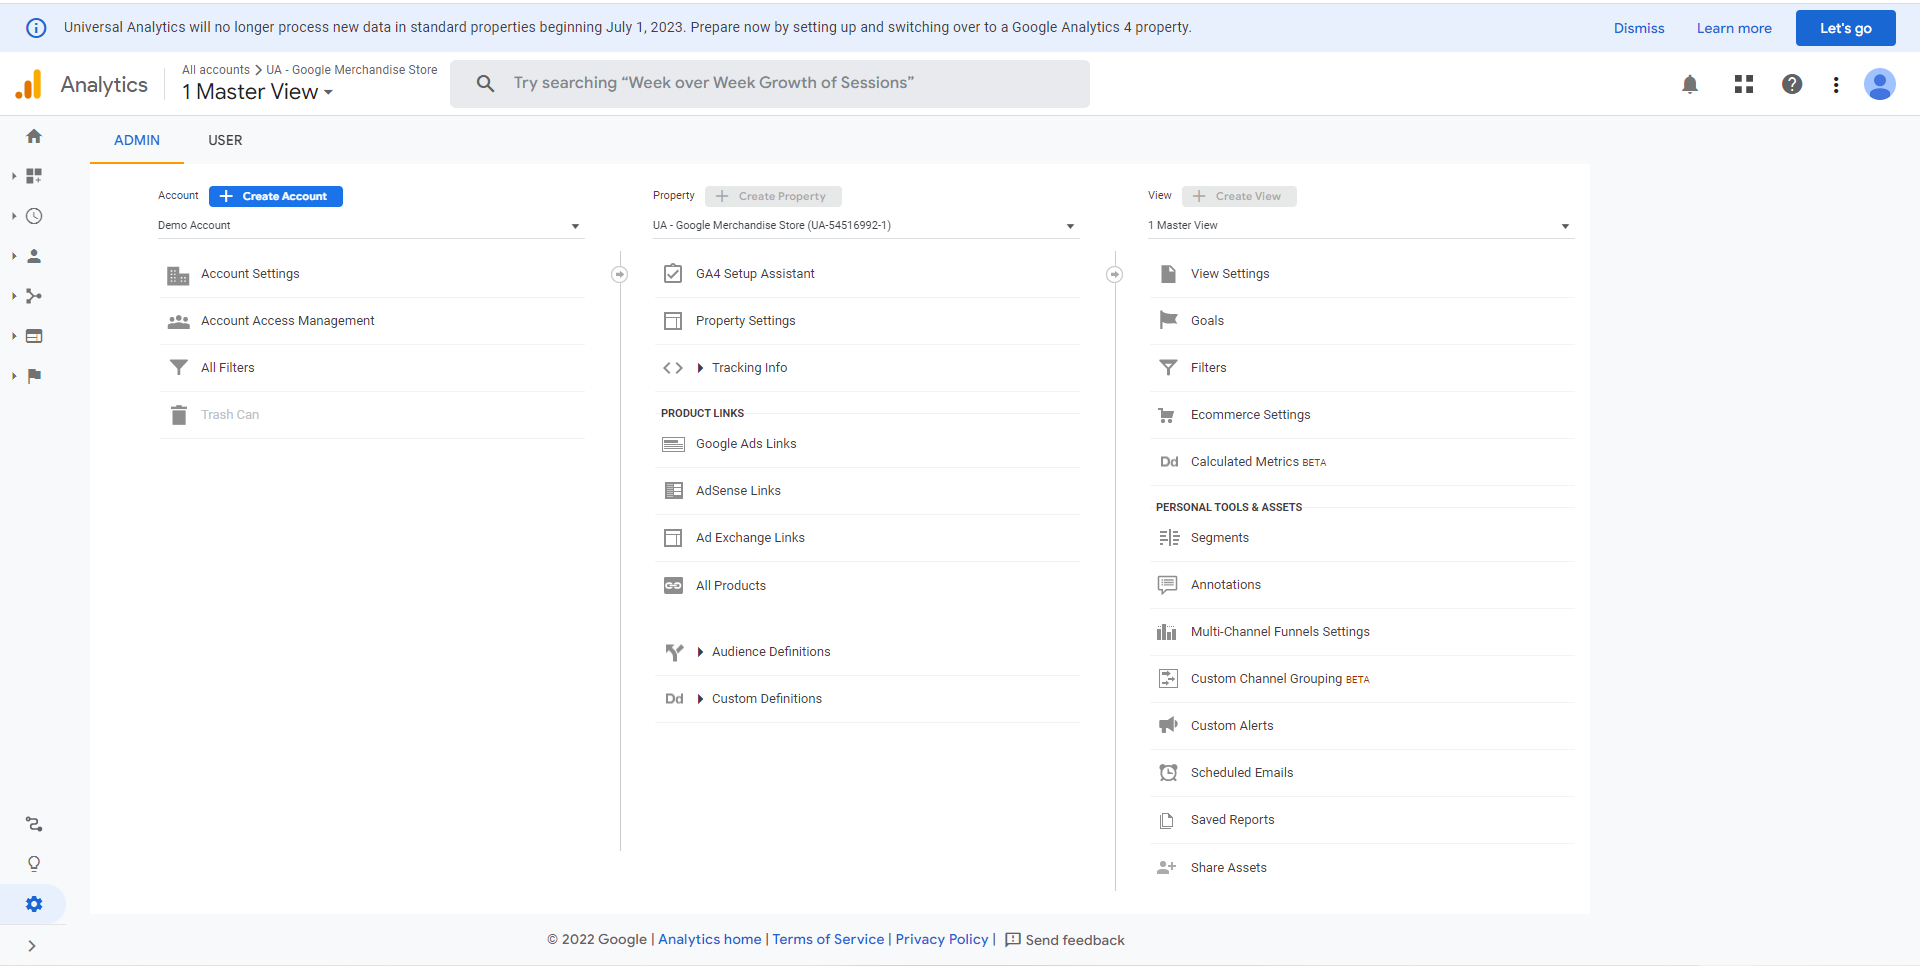 Universal Analytics will no longer process new data in standard properties beginning July 1, 2023. Prepare now by setting up and switching over to a Google Analytics 4 property.
Dismiss
Learn more
Let's go
Analytics
All accounts > UA - Google Merchandise Store
1 Master View
Try searching “Week over Week Growth of Sessions”
ADMIN
USER
Account
+ Create Account
Demo Account
Account Settings
Account Access Management
All Filters
Trash Can
Property
+ Create Property
UA - Google Merchandise Store (UA-54516992-1)
GA4 Setup Assistant
Property Settings
<> Tracking Info
PRODUCT LINKS
Google Ads Links
AdSense Links
Ad Exchange Links
All Products
Audience Definitions
Dd Custom Definitions
View
+ Create View
1 Master View
View Settings
Goals
Filters
Ecommerce Settings
Dd Calculated Metrics BETA
PERSONAL TOOLS & ASSETS
Segments
Annotations
Multi-Channel Funnels Settings
Custom Channel Grouping BETA
Custom Alerts
Scheduled Emails
Saved Reports
Share Assets
© 2022 Google | Analytics home | Terms of Service | Privacy Policy | Send feedback